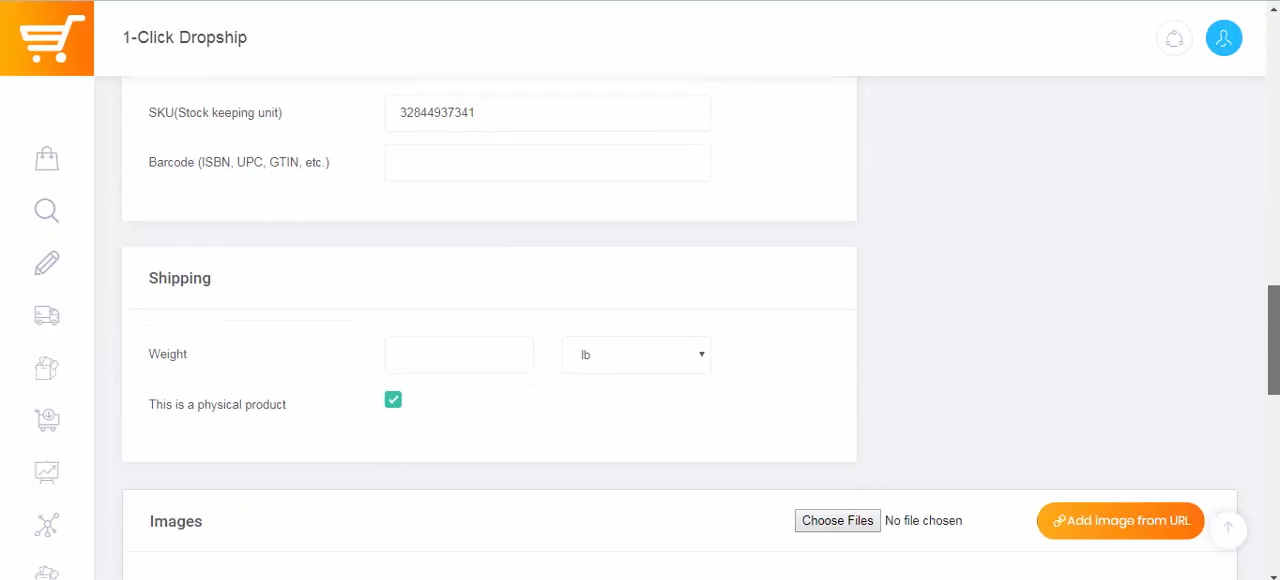 1-Click Dropship
SKU(Stock keeping unit) 32844937341
Barcode (ISBN, UPC, GTIN, etc.)
Shipping
Weight lb
This is a physical product
Images Choose Files No file chosen Add image from URL